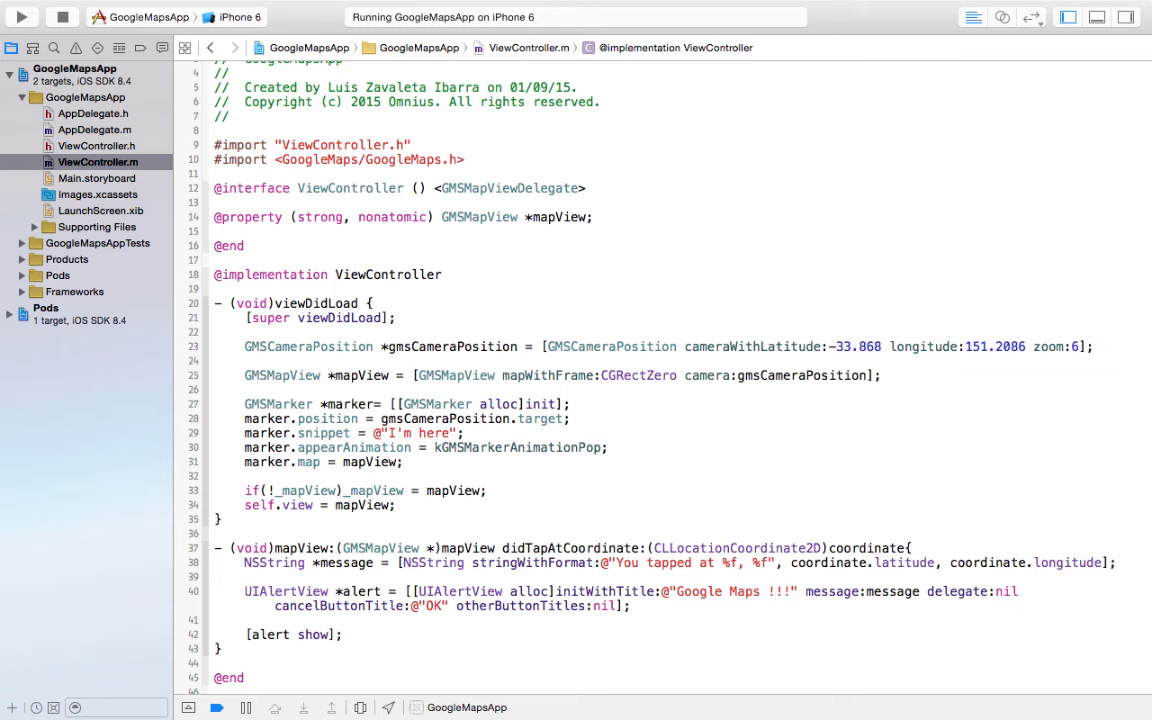 GoogleMapsApp
iPhone 6
Running GoogleMapsApp on iPhone 6
GoogleMapsApp
GoogleMapsApp
ViewController.m
@implementation ViewController
GoogleMapsApp
2 targets, iOS SDK 8.4
GoogleMapsApp
AppDelegate.h
AppDelegate.m
ViewController.h
ViewController.m
Main.storyboard
Images.xcassets
LaunchScreen.xib
Supporting Files
GoogleMapsAppTests
Products
Pods
Frameworks
Pods
1 target, iOS SDK 8.4
// GoogleMapsApp
4 //
5 // Created by Luis Zavaleta Ibarra on 01/09/15.
6 // Copyright (c) 2015 Omnius. All rights reserved.
7 //
8
9 #import "ViewController.h"
10 #import <GoogleMaps/GoogleMaps.h>
11
12 @interface ViewController () <GMSMapViewDelegate>
13
14 @property (strong, nonatomic) GMSMapView *mapView;
15
16 @end
17
18 @implementation ViewController
19
20 - (void)viewDidLoad {
21 [super viewDidLoad];
22
23 GMSCameraPosition *gmsCameraPosition = [GMSCameraPosition cameraWithLatitude:-33.868 longitude:151.2086 zoom:6];
24
25 GMSMapView *mapView = [GMSMapView mapWithFrame:CGRectZero camera:gmsCameraPosition];
26
27 GMSMarker *marker= [[GMSMarker alloc]init];
28 marker.position = gmsCameraPosition.target;
29 marker.snippet = @"I'm here";
30 marker.appearAnimation = kGMSMarkerAnimationPop;
31 marker.map = mapView;
32
33 if(!_mapView)_mapView = mapView;
34 self.view = mapView;
35 }
36
37 - (void)mapView:(GMSMapView *)mapView didTapAtCoordinate:(CLLocationCoordinate2D)coordinate{
38 NSString *message = [NSString stringWithFormat:@"You tapped at %f, %f", coordinate.latitude, coordinate.longitude];
39
40 UIAlertView *alert = [[UIAlertView alloc]initWithTitle:@"Google Maps !!!" message:message delegate:nil
cancelButtonTitle:@"OK" otherButtonTitles:nil];
41
42 [alert show];
43 }
44
45 @end
46
GoogleMapsApp